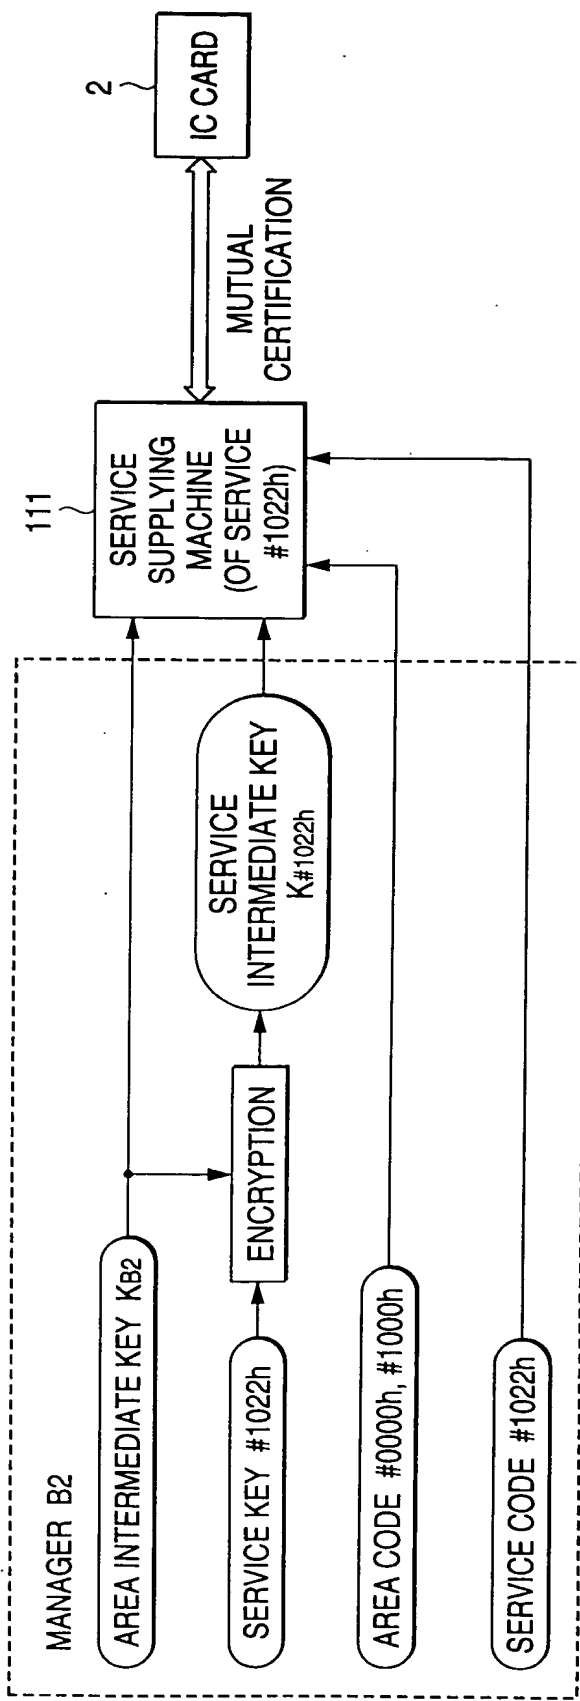 MANAGER B2
AREA INTERMEDIATE KEY KB2
SERVICE KEY #1022h
ENCRYPTION
SERVICE
INTERMEDIATE KEY
K#1022h
AREA CODE #0000h, #1000h
SERVICE CODE #1022h
111
SERVICE
SUPPLYING
MACHINE
(OF SERVICE
#1022h)
MUTUAL
CERTIFICATION
2
IC CARD